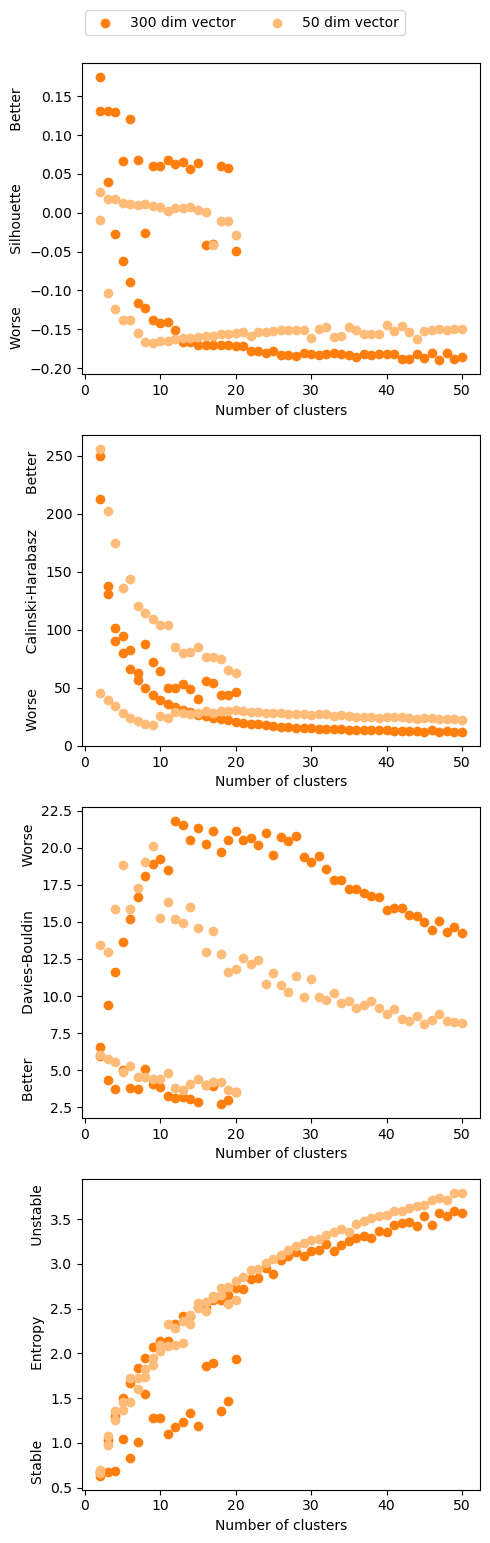 300 dim vector 50 dim vector
Better
Silhouette
Worse
0.15
0.10
0.05
0.00
−0.05
−0.10
−0.15
−0.20
0 10 20 30 40 50
Number of clusters
Better
Calinski-Harabasz
Worse
250
200
150
100
50
0
0 10 20 30 40 50
Number of clusters
Worse
Davies-Bouldin
Better
22.5
20.0
17.5
15.0
12.5
10.0
7.5
5.0
2.5
0 10 20 30 40 50
Number of clusters
Unstable
Entropy
Stable
3.5
3.0
2.5
2.0
1.5
1.0
0.5
0 10 20 30 40 50
Number of clusters